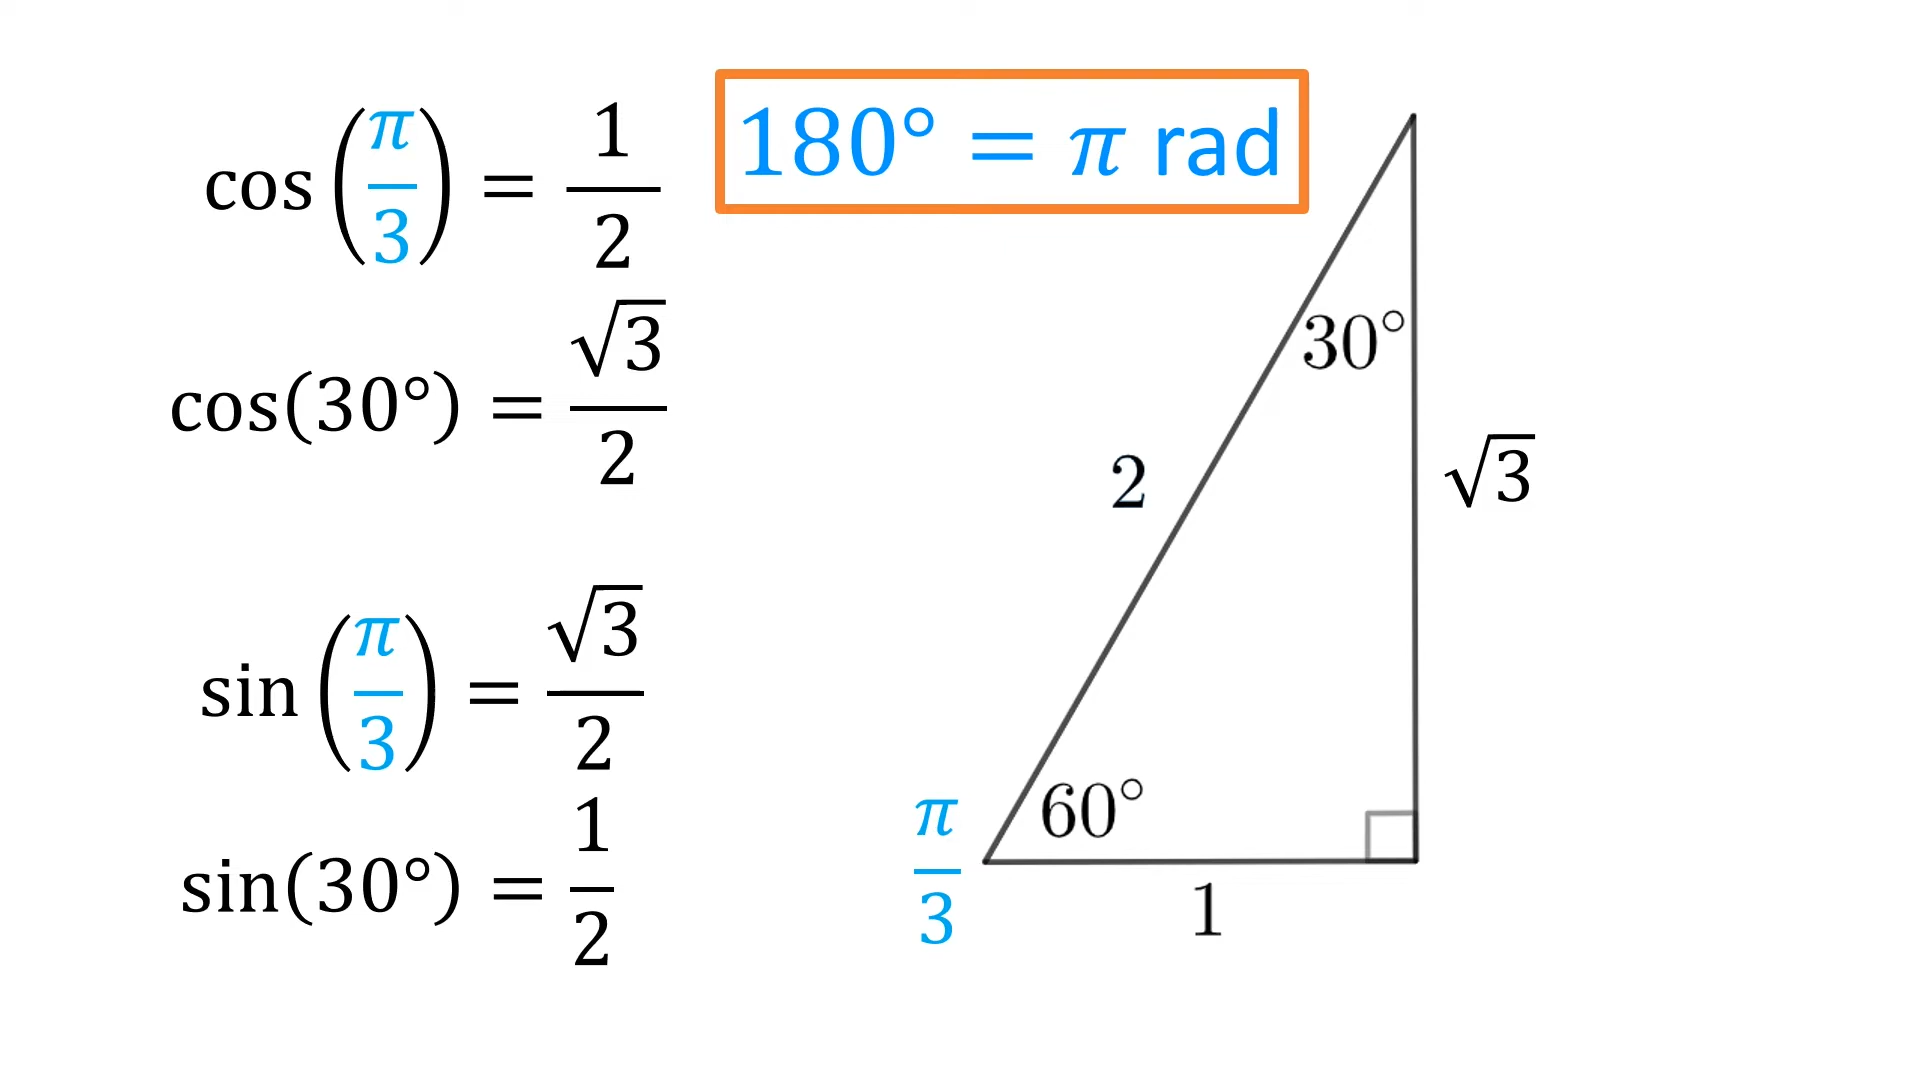 cos(π/3) = 1/2
180° = π rad
cos(30°) = √3/2
sin(π/3) = √3/2
sin(30°) = 1/2
30°
2
√3
60°
π/3
1